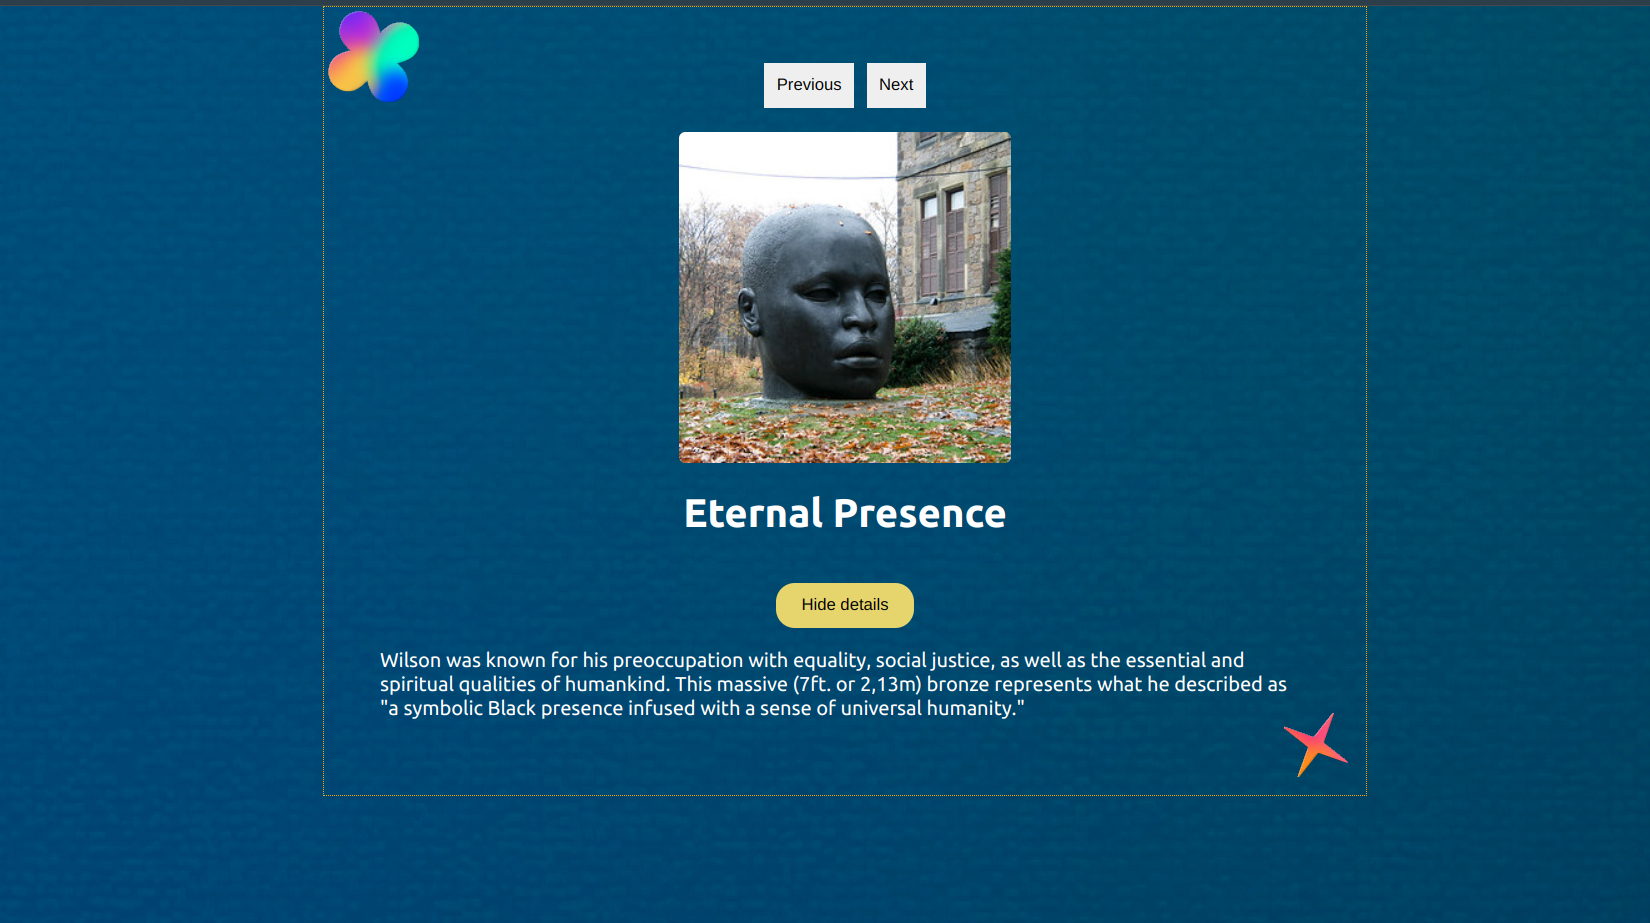 Previous Next
Eternal Presence
Hide details
Wilson was known for his preoccupation with equality, social justice, as well as the essential and
spiritual qualities of humankind. This massive (7ft. or 2,13m) bronze represents what he described as
"a symbolic Black presence infused with a sense of universal humanity."